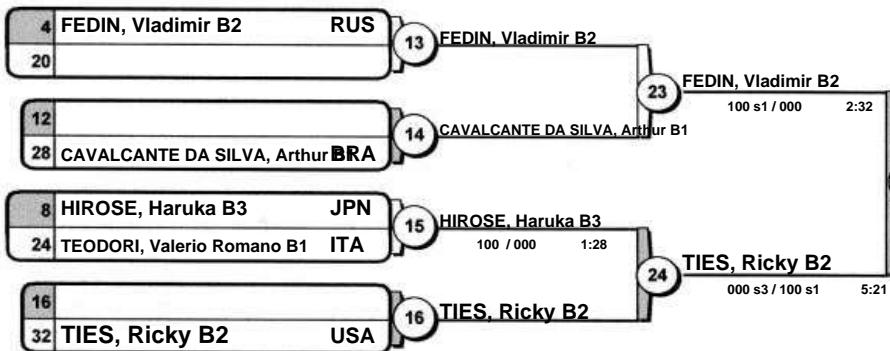 4 FEDIN, Vladimir B2 RUS
20
13 FEDIN, Vladimir B2
12
28 CAVALCANTE DA SILVA, Arthur B1 BRA
14 CAVALCANTE DA SILVA, Arthur B1
23 FEDIN, Vladimir B2
100 s1 / 000 2:32
8 HIROSE, Haruka B3 JPN
24 TEODORI, Valerio Romano B1 ITA
15 HIROSE, Haruka B3
100 / 000 1:28
16
32 TIES, Ricky B2 USA
16 TIES, Ricky B2
24 TIES, Ricky B2
000 s3 / 100 s1 5:21